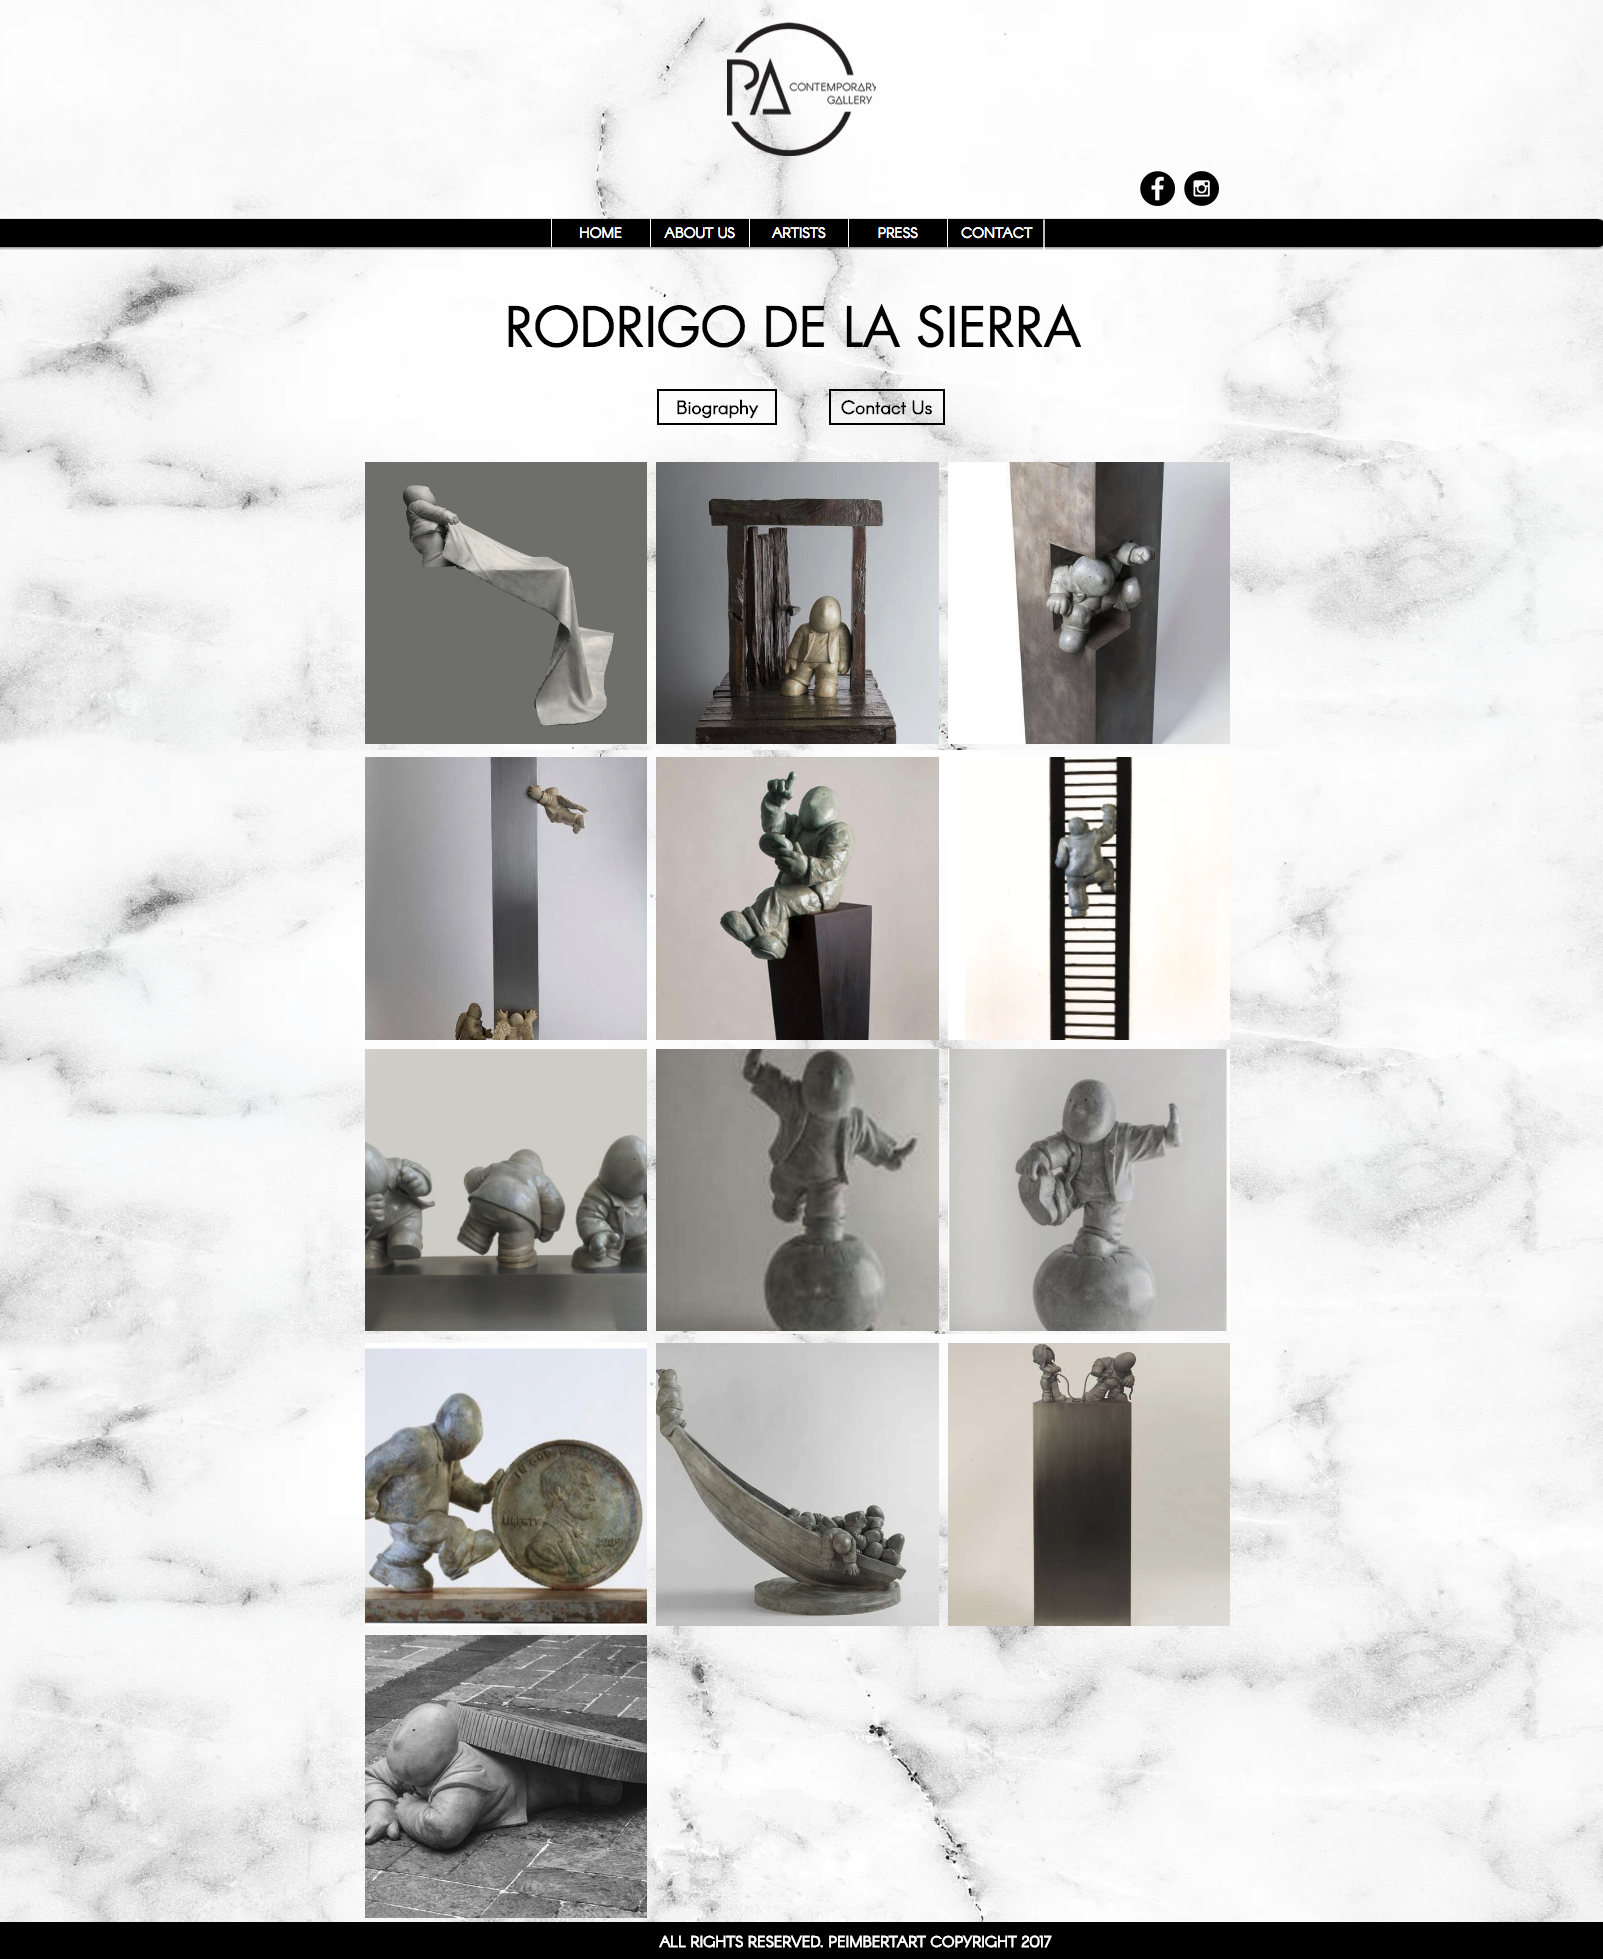 PA CONTEMPORARY
GALLERY
HOME
ABOUT US
ARTISTS
PRESS
CONTACT
RODRIGO DE LA SIERRA
Biography
Contact Us
LIBERTY
ALL RIGHTS RESERVED. PEIMBERTART COPYRIGHT 2017